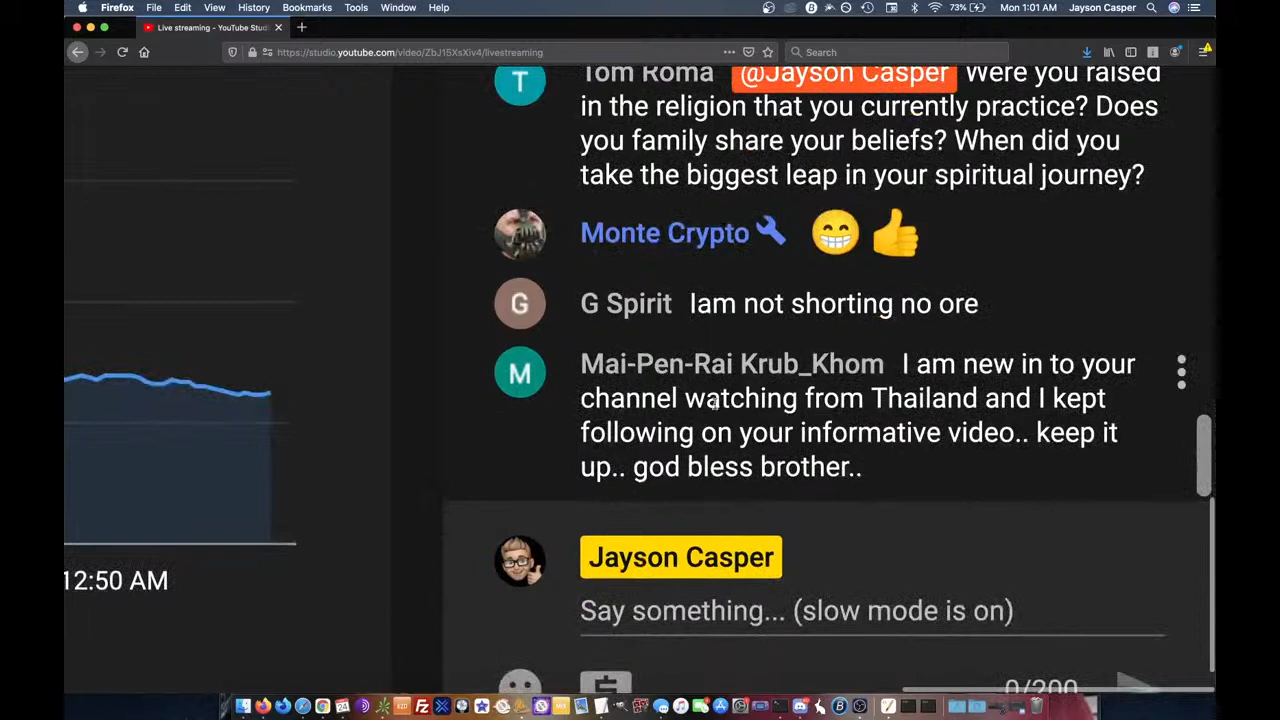 Firefox File Edit View History Bookmarks Tools Window Help 73% Mon 1:01 AM Jayson Casper
Live streaming - YouTube Stud
https://studio.youtube.com/video/ZbJ15XsXiv4/livestreaming
Search
Tom Roma @Jayson Casper Were you raised
in the religion that you currently practice? Does
you family share your beliefs? When did you
take the biggest leap in your spiritual journey?
Monte Crypto
G Spirit Iam not shorting no ore
Mai-Pen-Rai Krub_Khom I am new in to your
channel watching from Thailand and I kept
following on your informative video.. keep it
up.. god bless brother..
Jayson Casper
12:50 AM
Say something... (slow mode is on)
0/200